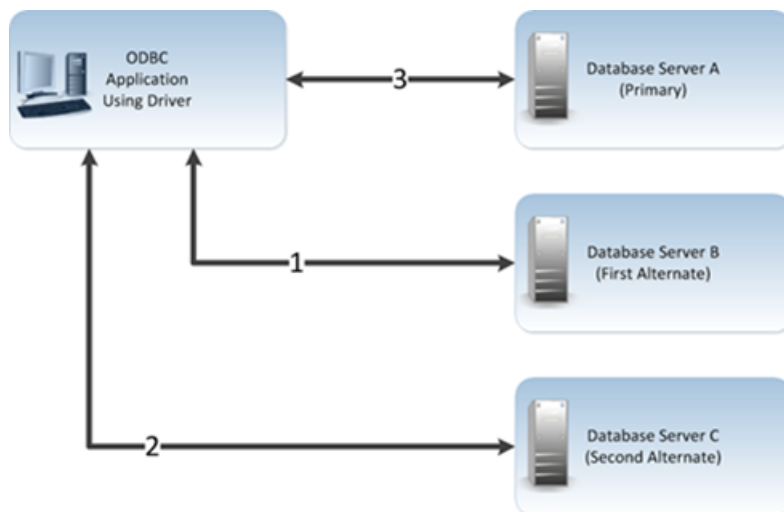 ODBC
Application
Using Driver
3
Database Server A
(Primary)
1
Database Server B
(First Alternate)
2
Database Server C
(Second Alternate)